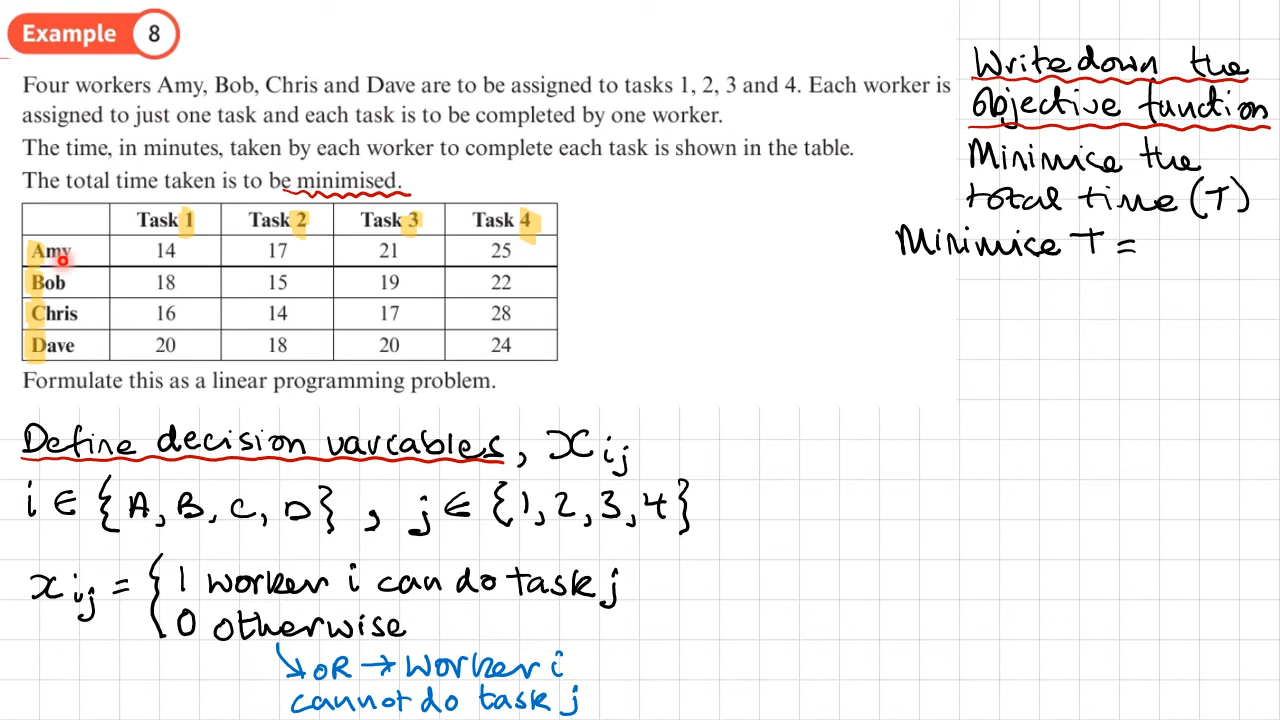 Example 8
Four workers Amy, Bob, Chris and Dave are to be assigned to tasks 1, 2, 3 and 4. Each worker is
assigned to just one task and each task is to be completed by one worker.
The time, in minutes, taken by each worker to complete each task is shown in the table.
The total time taken is to be minimised.
Task 1 Task 2 Task 3 Task 4
Amy 14 17 21 25
Bob 18 15 19 22
Chris 16 14 17 28
Dave 20 18 20 24
Formulate this as a linear programming problem.
Define decision varcables, x_ij
i ∈ {A, B, C, D}, j ∈ {1, 2, 3, 4}
x_ij = { 1 worker i can do task j
0 otherwise
↘ OR → worker i
cannot do task j
Write down the
objective function
Minimise the
total time (T)
Minimise T =